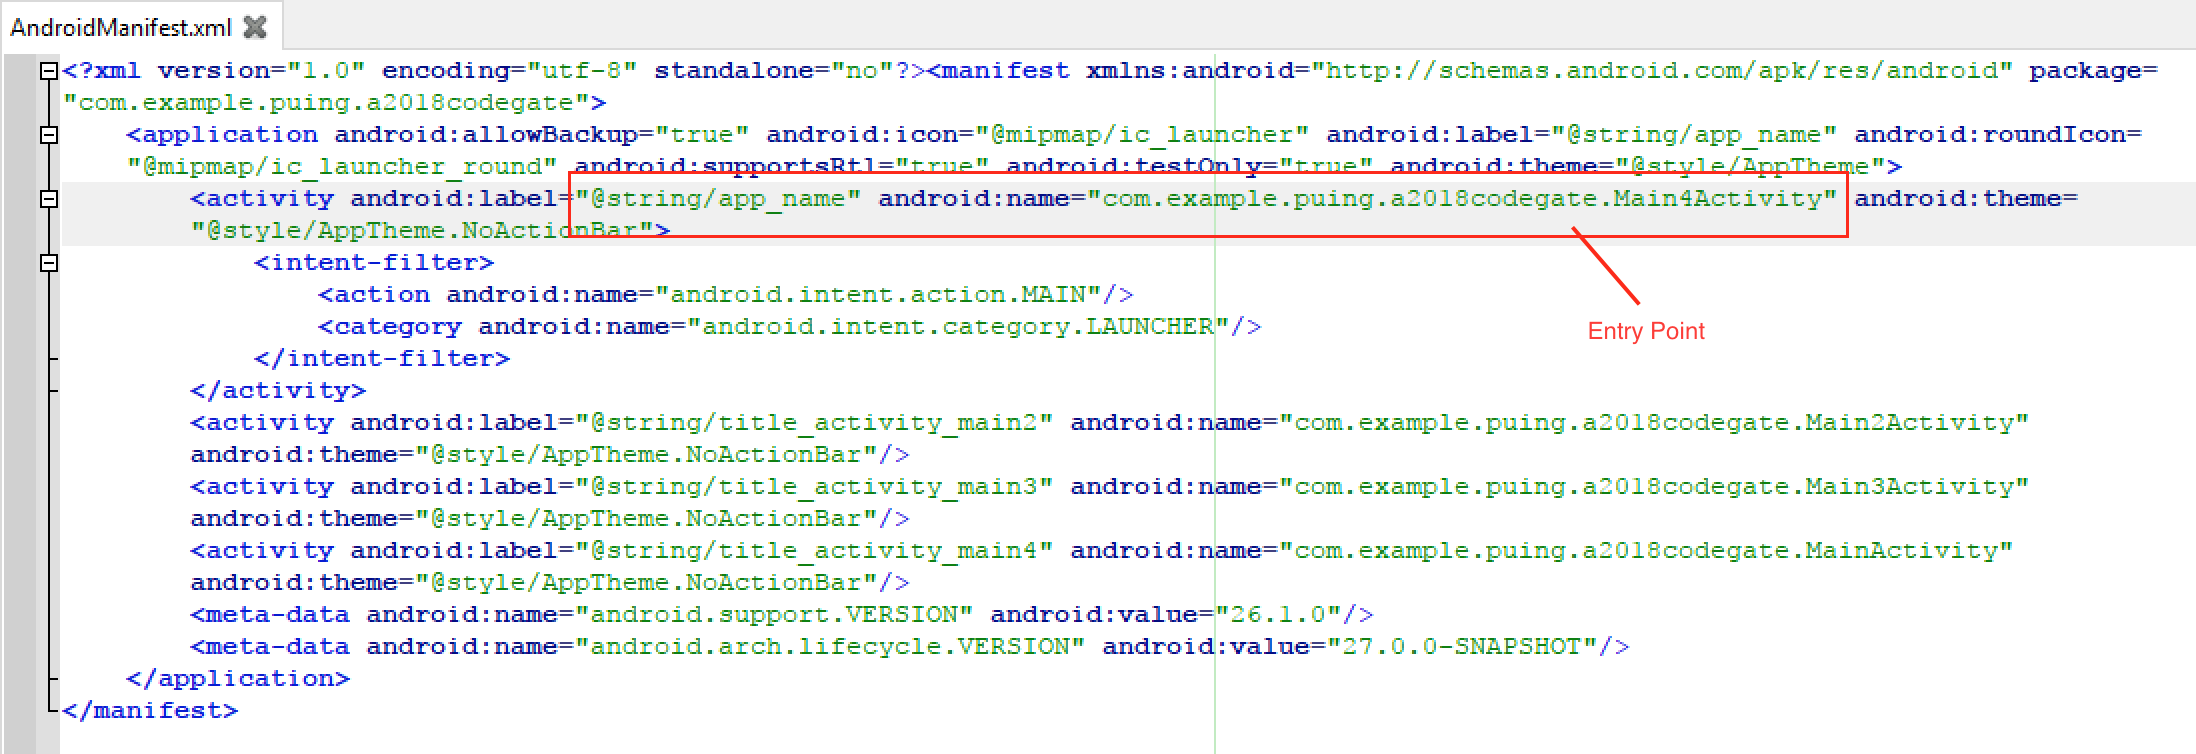 AndroidManifest.xml
<?xml version="1.0" encoding="utf-8" standalone="no"?><manifest xmlns:android="http://schemas.android.com/apk/res/android" package=
"com.example.puing.a2018codegate">
<application android:allowBackup="true" android:icon="@mipmap/ic_launcher" android:label="@string/app_name" android:roundIcon=
"@mipmap/ic_launcher_round" android:supportsRtl="true" android:testOnly="true" android:theme="@style/AppTheme">
<activity android:label="@string/app_name" android:name="com.example.puing.a2018codegate.Main4Activity" android:theme=
"@style/AppTheme.NoActionBar">
<intent-filter>
<action android:name="android.intent.action.MAIN"/>
<category android:name="android.intent.category.LAUNCHER"/>
Entry Point
</intent-filter>
</activity>
<activity android:label="@string/title_activity_main2" android:name="com.example.puing.a2018codegate.Main2Activity"
android:theme="@style/AppTheme.NoActionBar"/>
<activity android:label="@string/title_activity_main3" android:name="com.example.puing.a2018codegate.Main3Activity"
android:theme="@style/AppTheme.NoActionBar"/>
<activity android:label="@string/title_activity_main4" android:name="com.example.puing.a2018codegate.MainActivity"
android:theme="@style/AppTheme.NoActionBar"/>
<meta-data android:name="android.support.VERSION" android:value="26.1.0"/>
<meta-data android:name="android.arch.lifecycle.VERSION" android:value="27.0.0-SNAPSHOT"/>
</application>
</manifest>